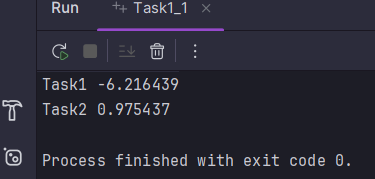 Run Task1_1
Task1 -6.216439
Task2 0.975437
Process finished with exit code 0.